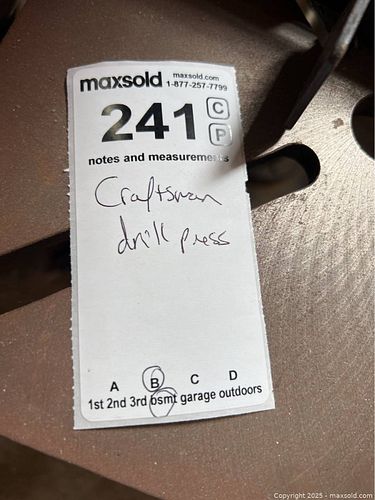 maxsold maxsold.com
1-877-257-7799
241 C
P
notes and measurements
Craftsman
drill press
A B C D
1st 2nd 3rd bsmt garage outdoors
Copyright 2025 - maxsold.com